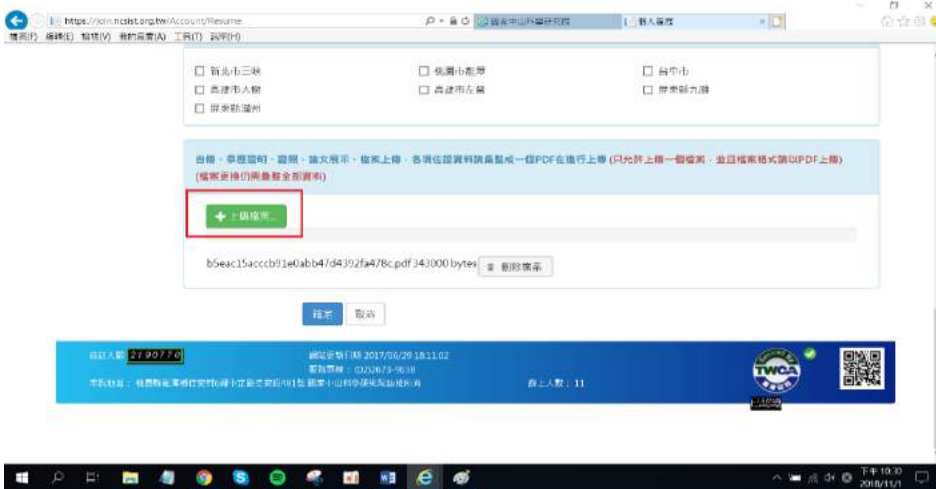 https://join.ncsist.org.tw/Account/Resume
國家中山科學研究院
個人專歷
檔案(F) 編輯(E) 檢視(V) 我的最愛(A) 工具(T) 說明(H)
新北市三峽
桃園市龍潭
台中市
高雄市大樹
高雄市左營
屏東縣九鵬
屏東縣滿州
自傳、學歷證明、證照、論文展示、檔案上傳，各項佐證資料請彙整成一個PDF在進行上傳 (只允許上傳一個檔案，並且檔案格式請以PDF上傳)
(檔案更換仍需彙整全部資料)
上傳檔案...
b5eac15acccb91e0abb47d4392fa478c.pdf 343000 bytes
刪除檔案
確定
取消
2190770
網站更新日期 2017/06/29 18:11:02
線上人數： 11
TWCA
下午 10:30
2018/11/1